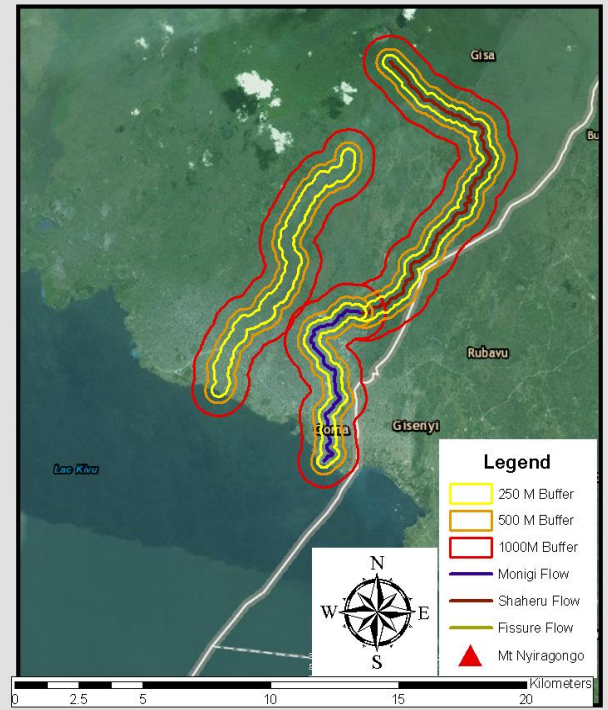 Gisa
Bu
Rubavu
Gisenyi
Goma
Lac Kivu
Legend
250 M Buffer
500 M Buffer
1000M Buffer
Monigi Flow
Shaheru Flow
Fissure Flow
Mt Nyiragongo
N
W E
S
Kilometers
0 2.5 5 10 15 20